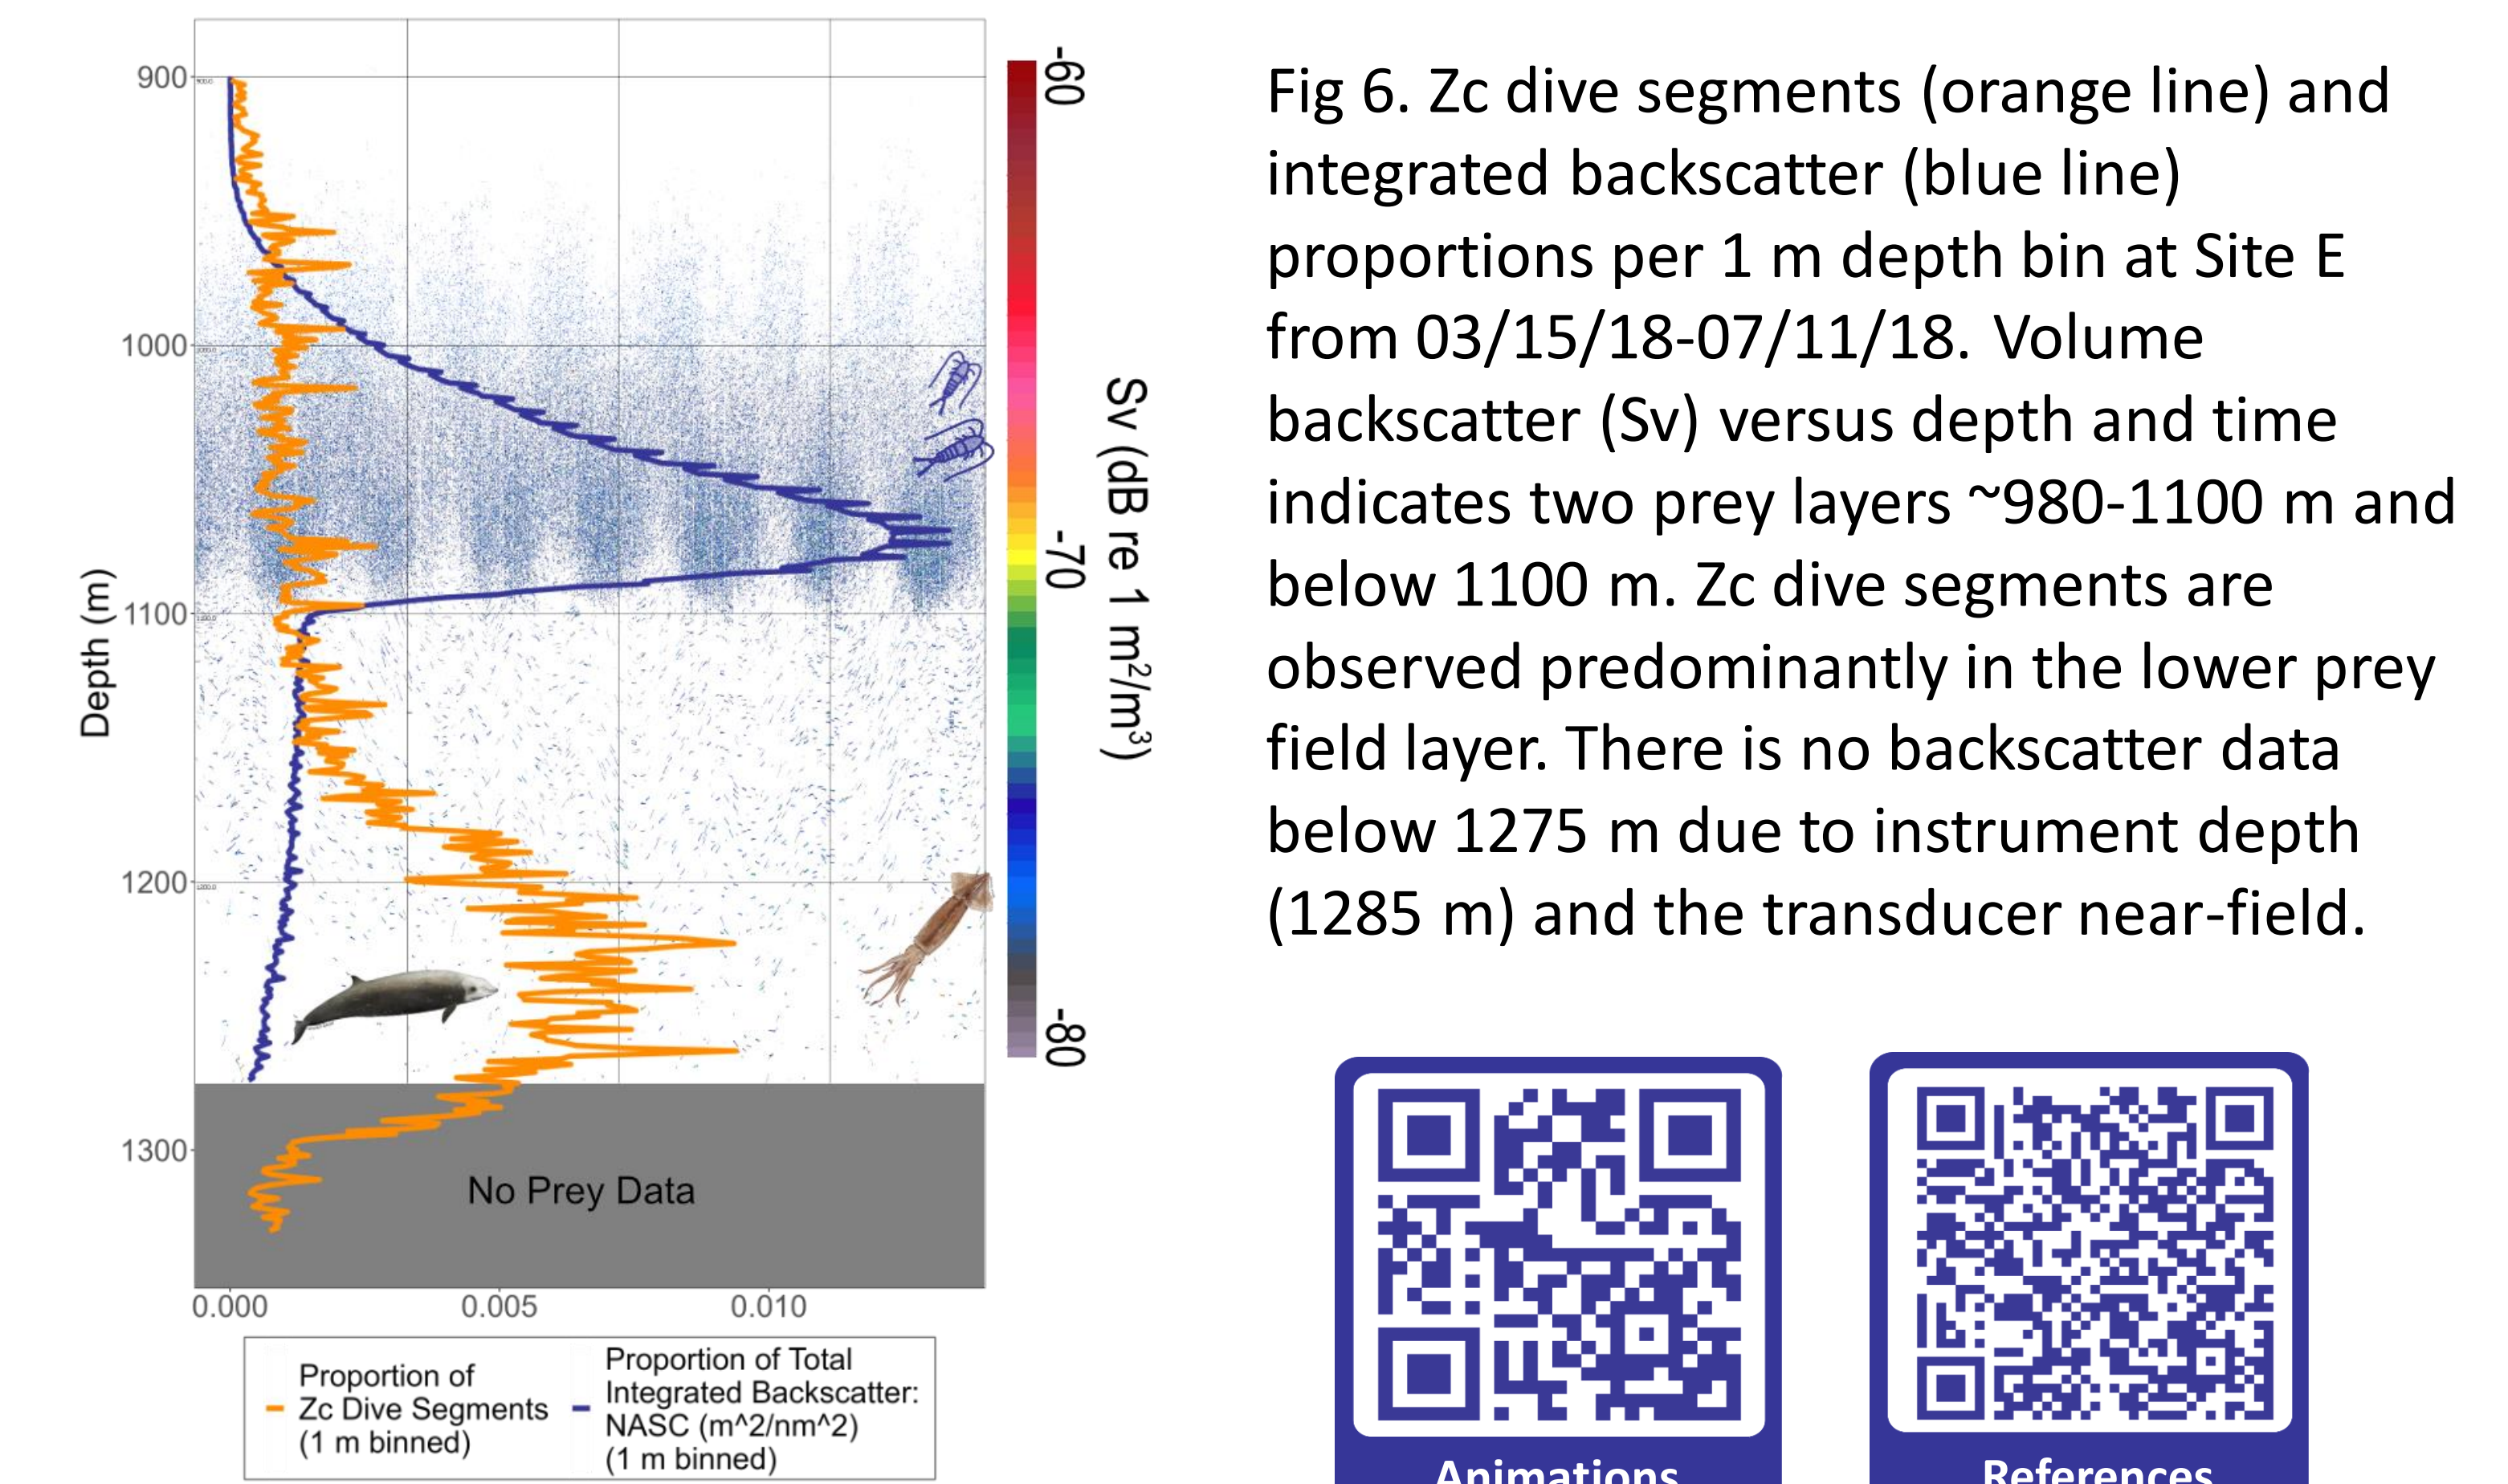 900
1000
1100
1200
1300
Depth (m)
No Prey Data
0.000 0.005 0.010
Proportion of
Zc Dive Segments
(1 m binned)
Proportion of Total
Integrated Backscatter:
NASC (m^2/nm^2)
(1 m binned)
-60
-70
-80
Sv (dB re 1 m²/m³)
Fig 6. Zc dive segments (orange line) and
integrated backscatter (blue line)
proportions per 1 m depth bin at Site E
from 03/15/18-07/11/18. Volume
backscatter (Sv) versus depth and time
indicates two prey layers ~980-1100 m and
below 1100 m. Zc dive segments are
observed predominantly in the lower prey
field layer. There is no backscatter data
below 1275 m due to instrument depth
(1285 m) and the transducer near-field.
Animations
References